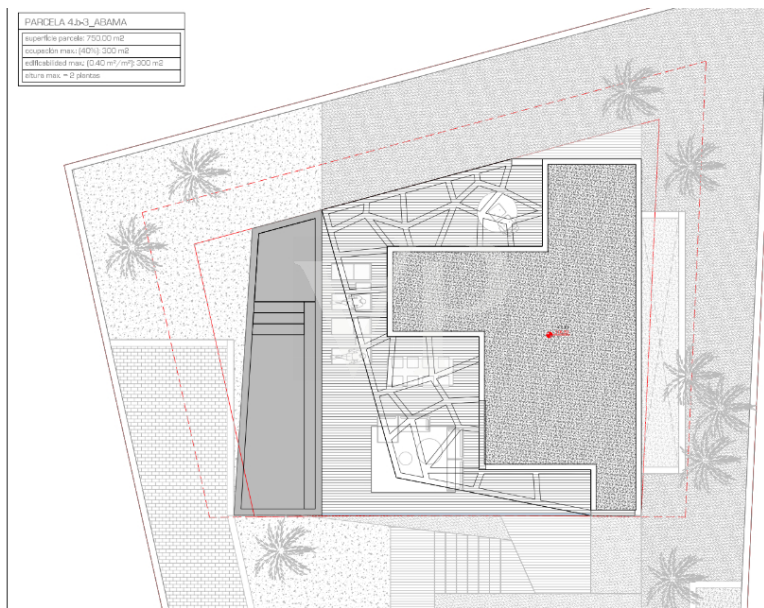 PARCELA 4.b-3_ABAMA
superficie parcela: 750.00 m2
ocupación max.: (40%): 300 m2
edificabilidad max.: (0.40 m²/m²): 300 m2
altura max. = 2 plantas